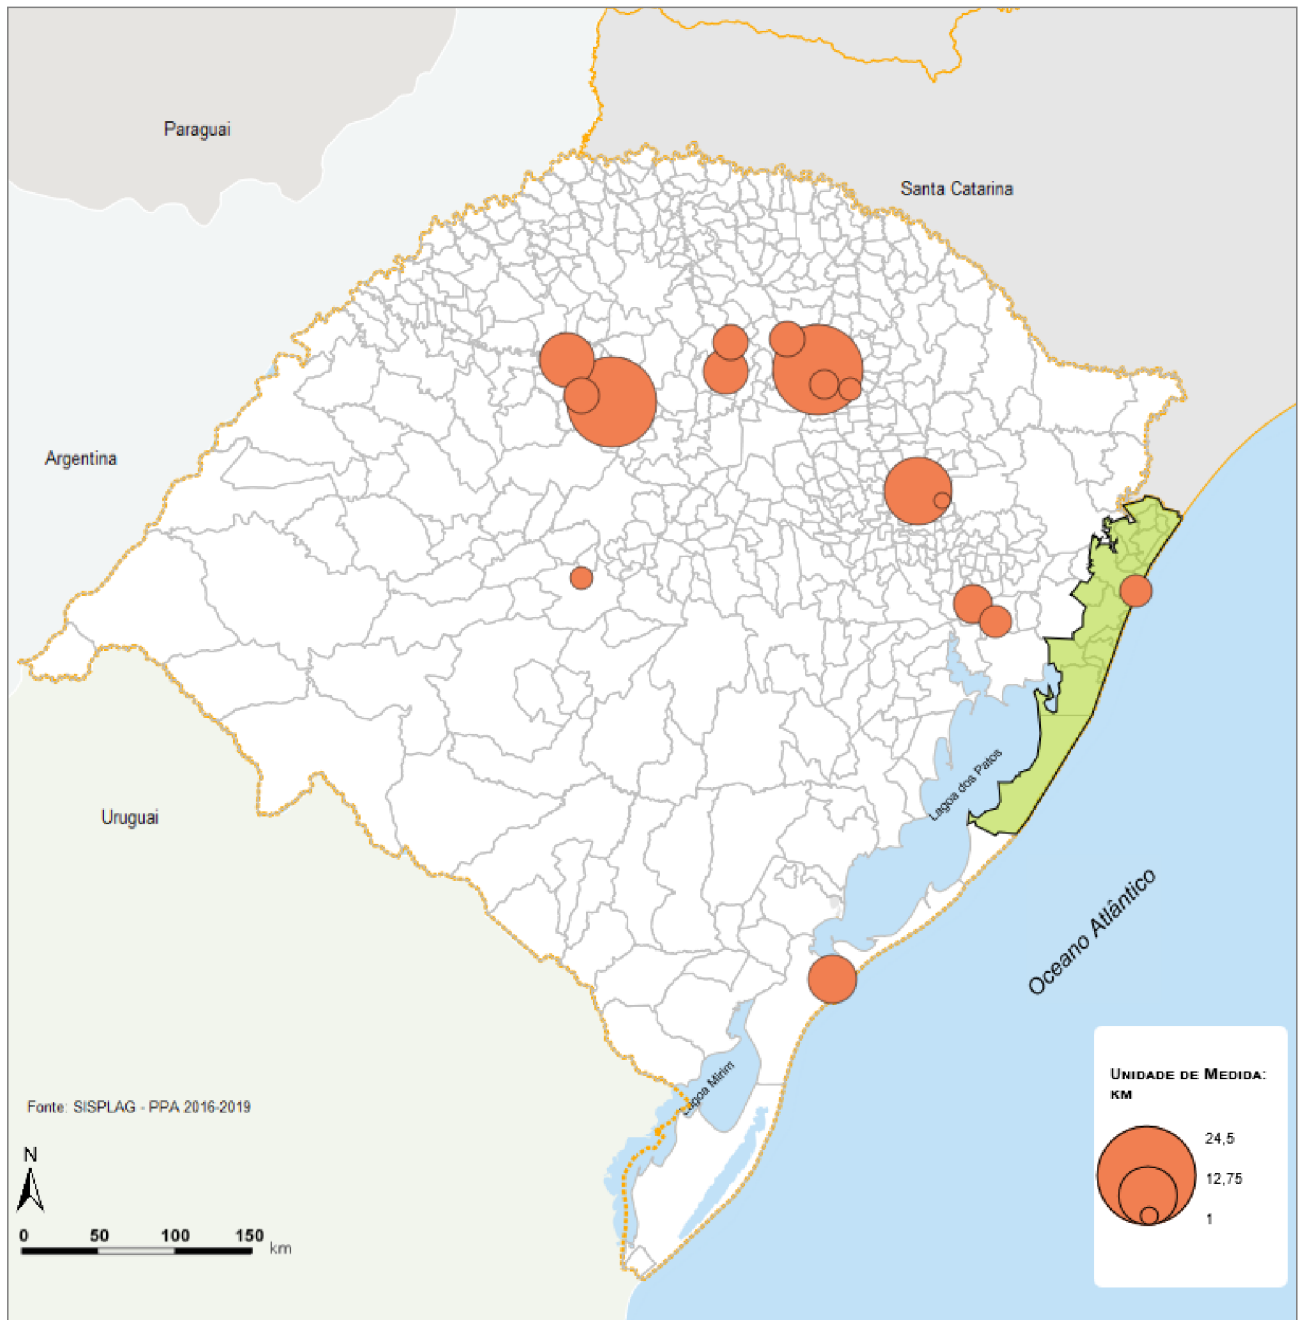 Paraguai
Santa Catarina
Argentina
Uruguai
Lagoa dos Patos
Oceano Atlântico
Lagoa Mirim
Fonte: SISPLAG - PPA 2016-2019
N
0 50 100 150 km
UNIDADE DE MEDIDA:
KM
24,5
12,75
1